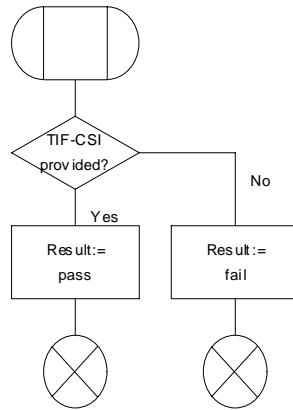 TIF-CSI
provided?
No
Yes
Result:=
pass
Result:=
fail